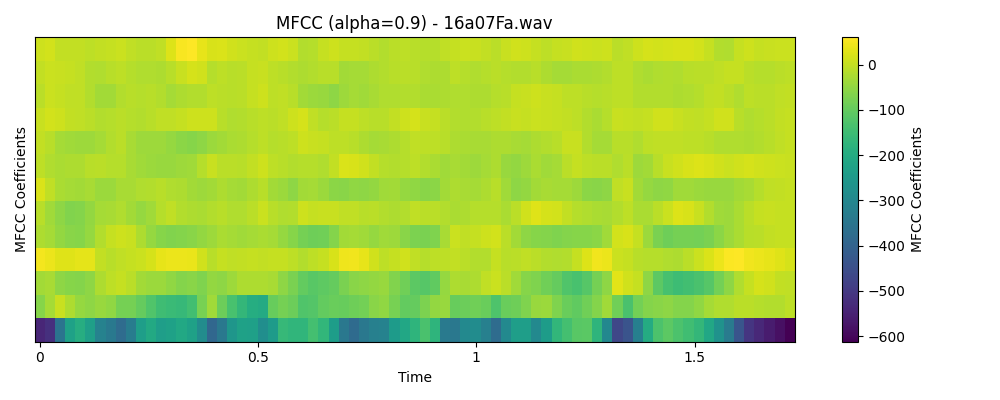 MFCC (alpha=0.9) - 16a07Fa.wav
MFCC Coefficients
0
0.5
1
1.5
Time
0
−100
−200
−300
−400
−500
−600
MFCC Coefficients